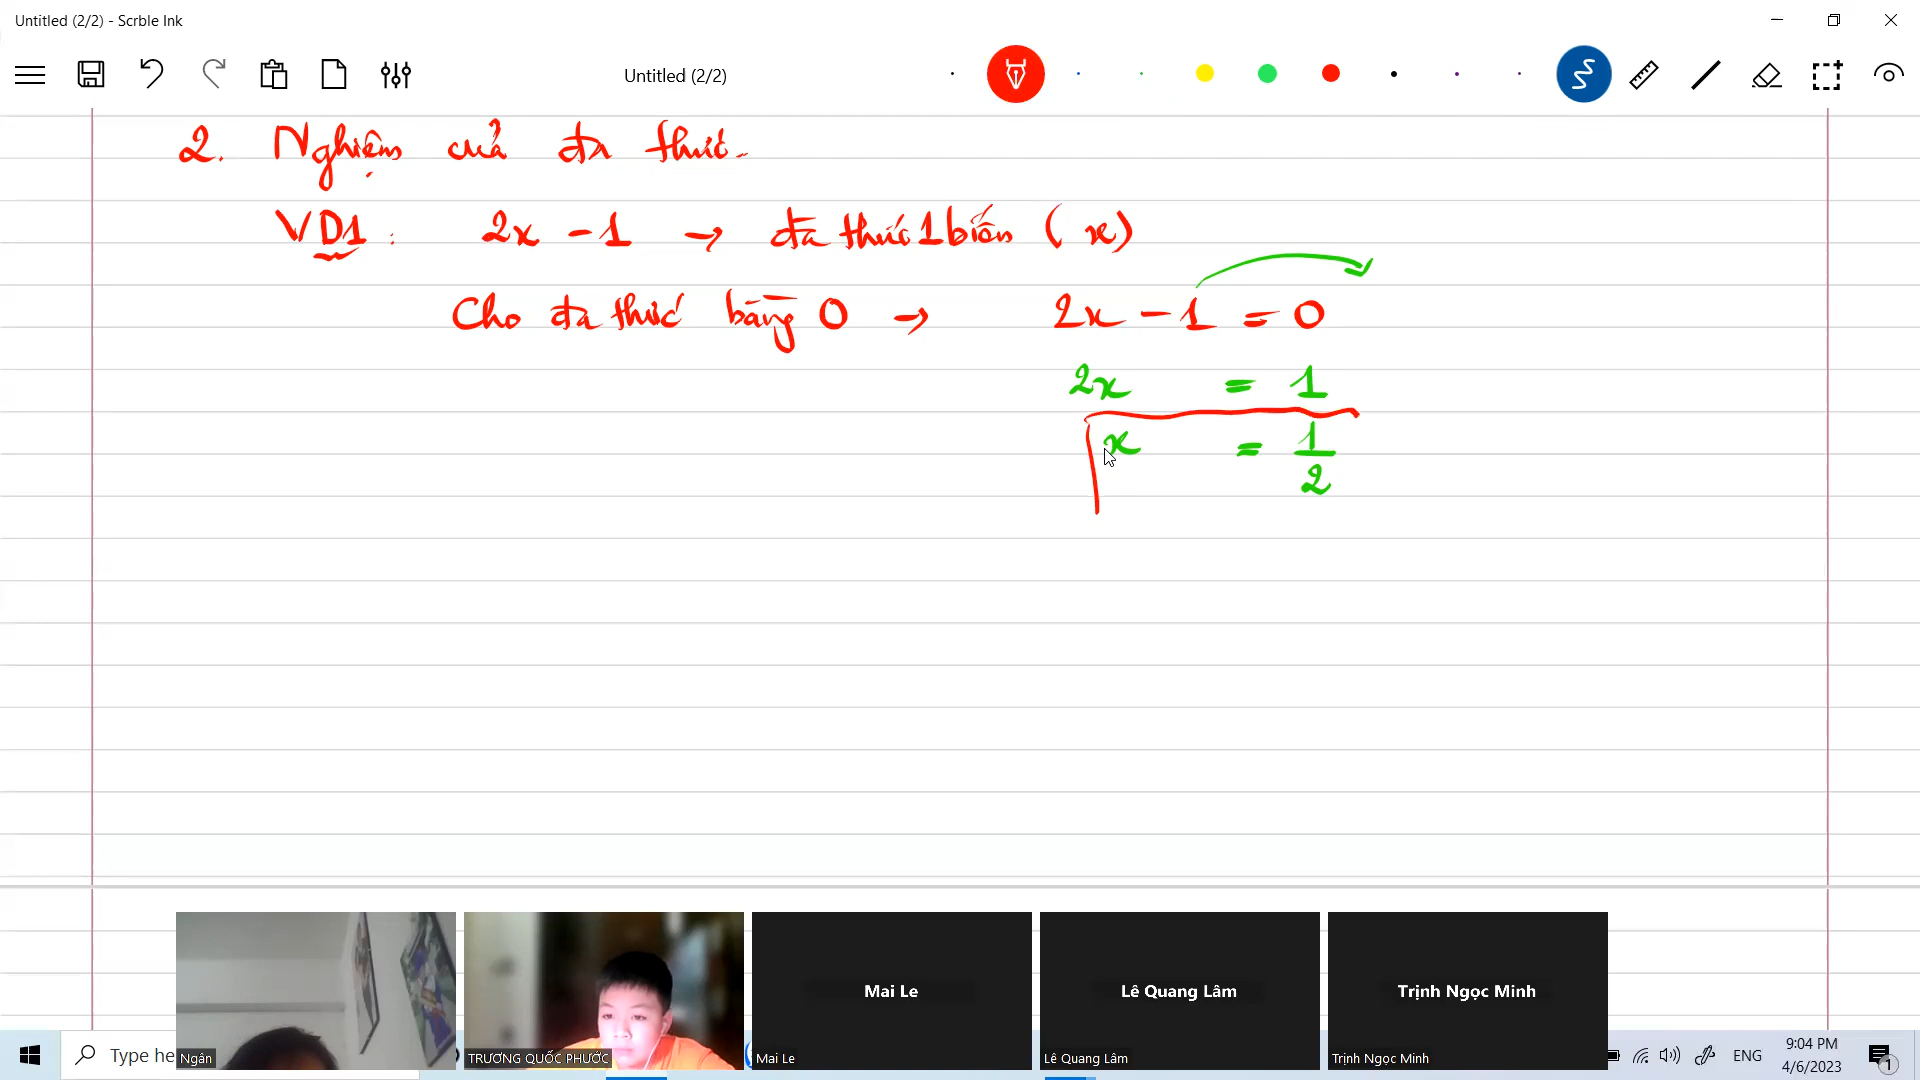 Untitled (2/2) - Scrble Ink
Untitled (2/2)
2. Nghiệm của đa thức.
VD1: 2x - 1 → đa thức 1 biến (x)
Cho đa thức bằng 0 → 2x - 1 = 0
2x = 1
x = 1/2
Mai Le
Lê Quang Lâm
Trịnh Ngọc Minh
Ngân
TRƯƠNG QUỐC PHƯỚC
Mai Le
Lê Quang Lâm
Trịnh Ngọc Minh
Type he
ENG
9:04 PM
4/6/2023
1